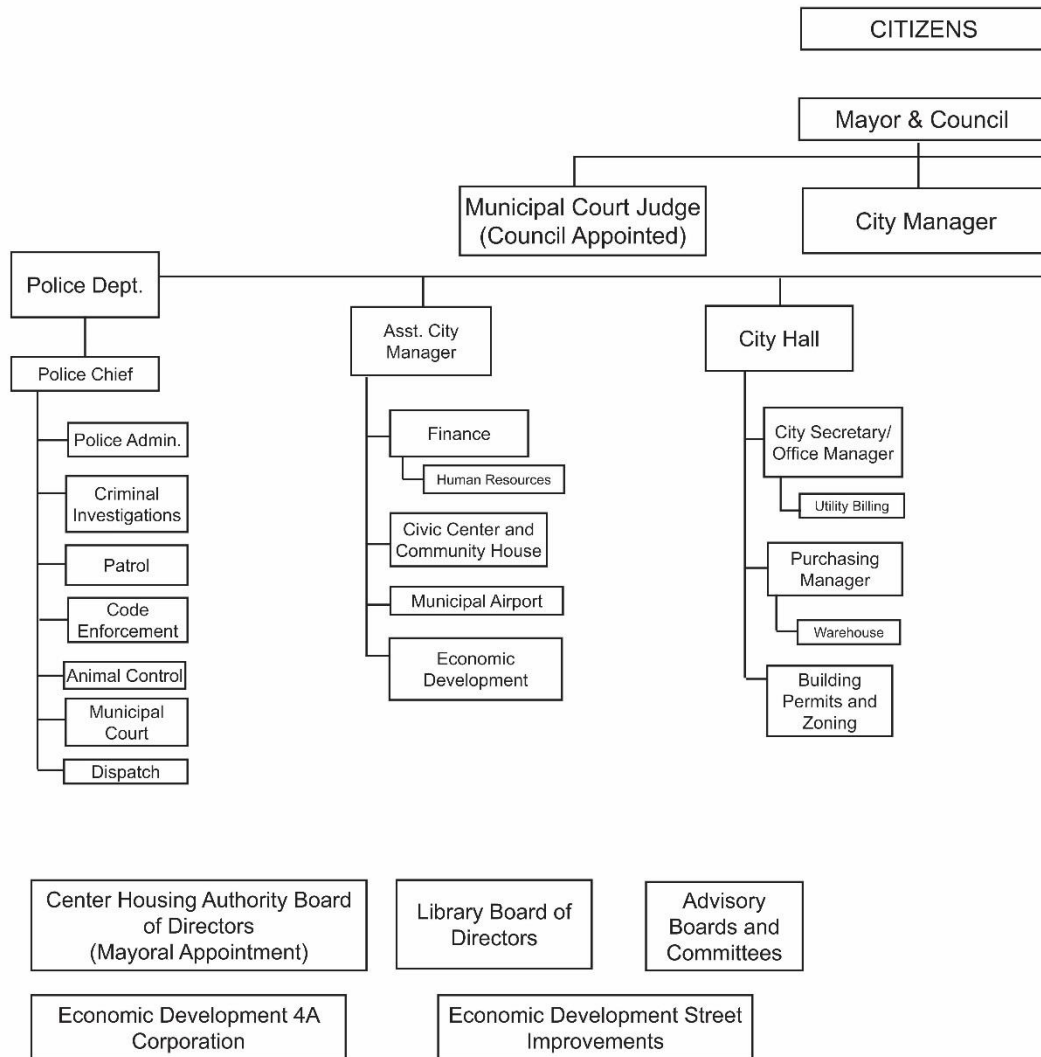 CITIZENS
Mayor & Council
Municipal Court Judge
(Council Appointed)
City Manager
Police Dept.
Police Chief
Police Admin.
Criminal
Investigations
Patrol
Code
Enforcement
Animal Control
Municipal
Court
Dispatch
Asst. City
Manager
Finance
Human Resources
Civic Center and
Community House
Municipal Airport
Economic
Development
City Hall
City Secretary/
Office Manager
Utility Billing
Purchasing
Manager
Warehouse
Building
Permits and
Zoning
Center Housing Authority Board
of Directors
(Mayoral Appointment)
Library Board of
Directors
Advisory
Boards and
Committees
Economic Development 4A
Corporation
Economic Development Street
Improvements